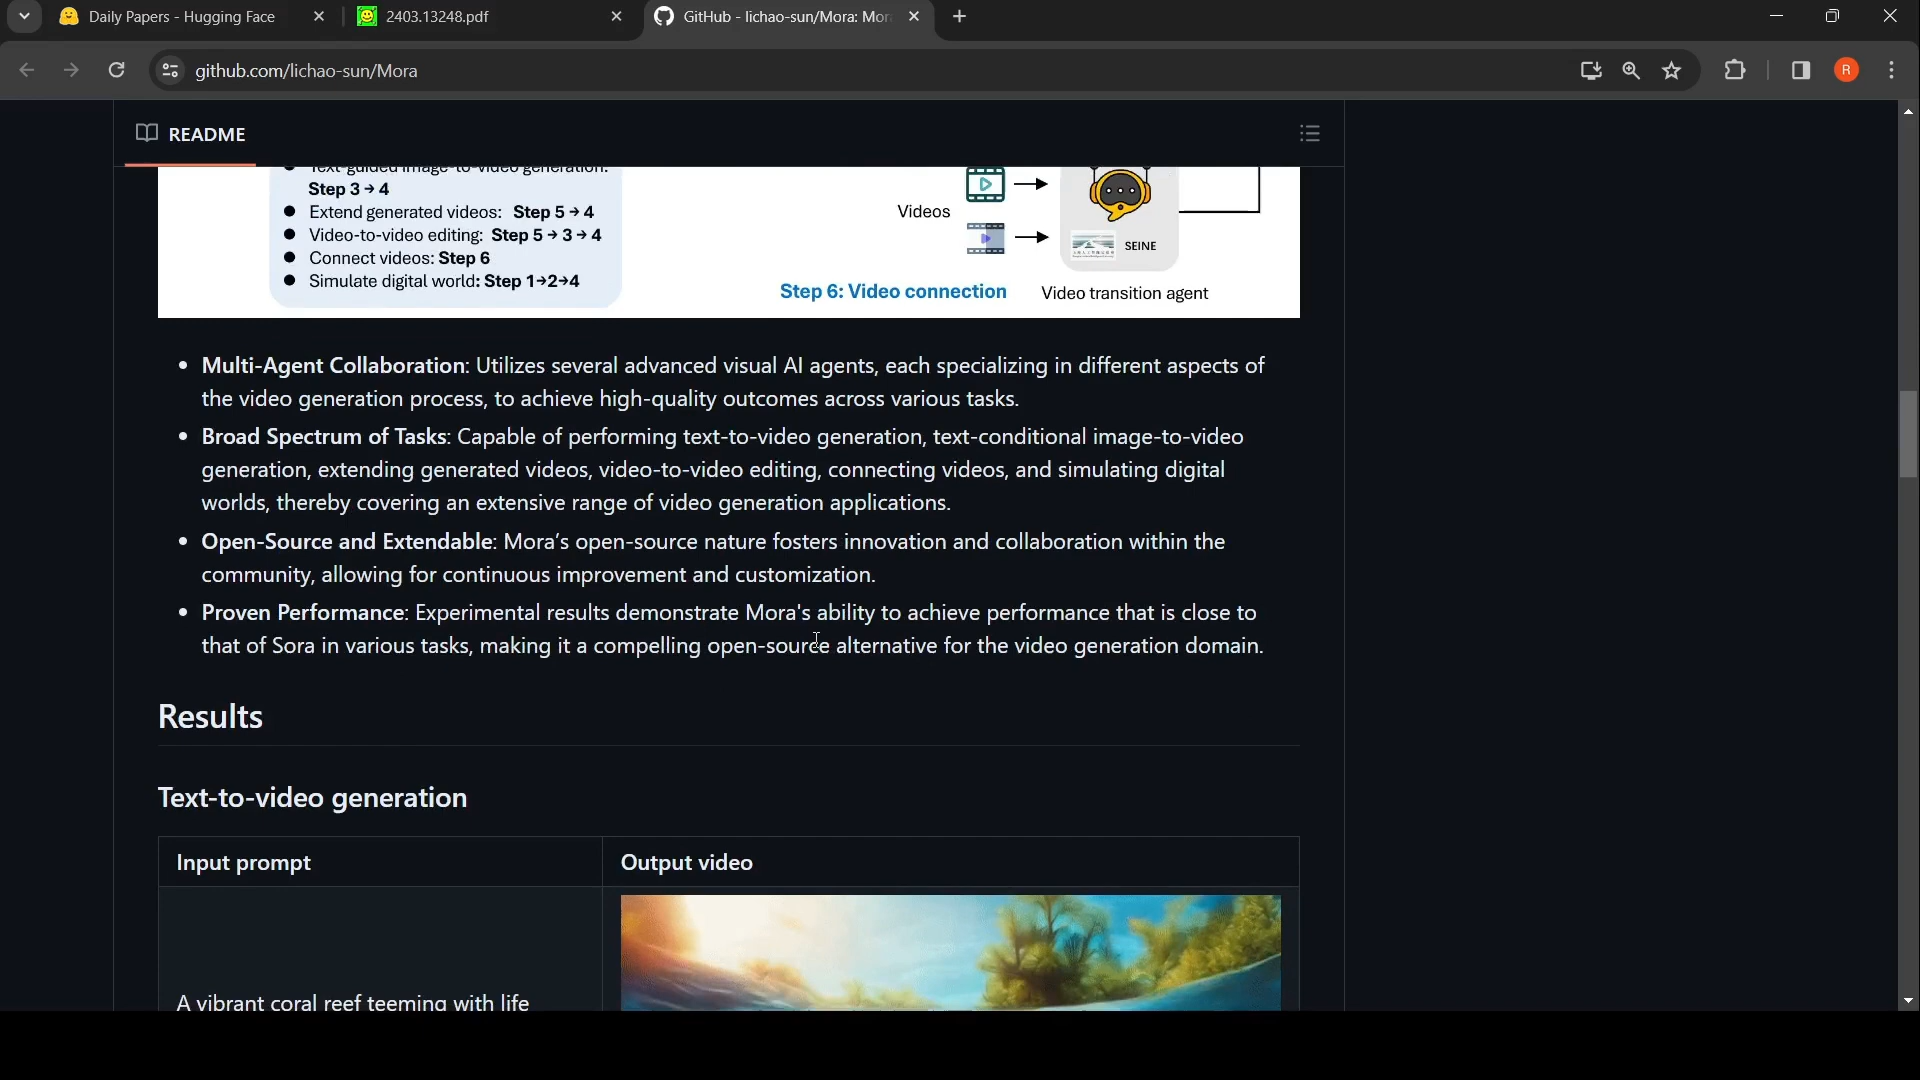 Daily Papers - Hugging Face
2403.13248.pdf
GitHub - lichao-sun/Mora: Mor
github.com/lichao-sun/Mora
R
README
Text-guided image-to-video generation:
Step 3 → 4
Extend generated videos: Step 5 → 4
Video-to-video editing: Step 5 → 3 → 4
Connect videos: Step 6
Simulate digital world: Step 1→2→4
Videos
SEINE
Step 6: Video connection
Video transition agent
Multi-Agent Collaboration: Utilizes several advanced visual AI agents, each specializing in different aspects of
the video generation process, to achieve high-quality outcomes across various tasks.
Broad Spectrum of Tasks: Capable of performing text-to-video generation, text-conditional image-to-video
generation, extending generated videos, video-to-video editing, connecting videos, and simulating digital
worlds, thereby covering an extensive range of video generation applications.
Open-Source and Extendable: Mora’s open-source nature fosters innovation and collaboration within the
community, allowing for continuous improvement and customization.
Proven Performance: Experimental results demonstrate Mora's ability to achieve performance that is close to
that of Sora in various tasks, making it a compelling open-source alternative for the video generation domain.
Results
Text-to-video generation
Input prompt
Output video
A vibrant coral reef teeming with life